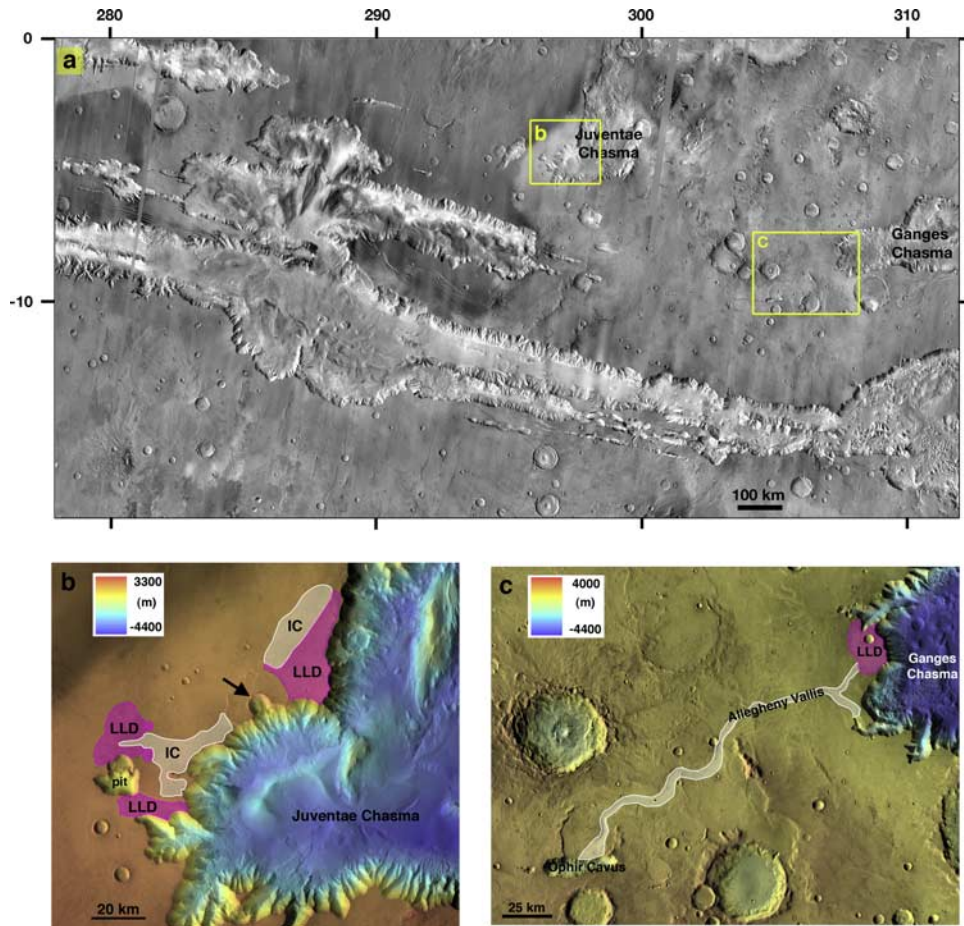 280 290 300 310
0
a
b
Juventae
Chasma
Ganges
Chasma
c
-10
100 km
b
3300
(m)
-4400
IC
LLD
LLD
IC
pit
LLD
Juventae Chasma
20 km
c
4000
(m)
-4400
LLD
Ganges
Chasma
Allegheny Vallis
Ophir Cavus
25 km